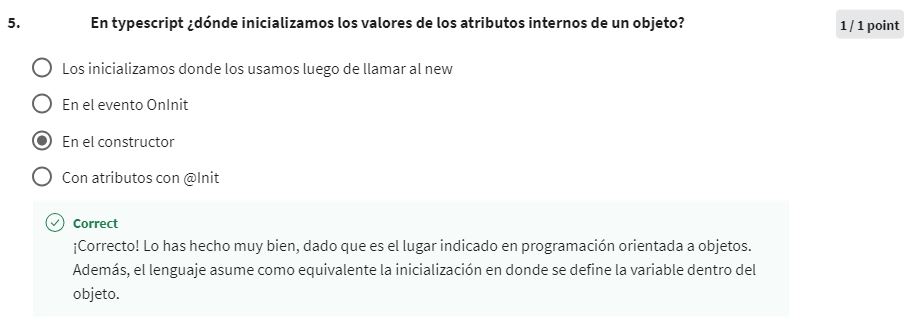 5. En typescript ¿dónde inicializamos los valores de los atributos internos de un objeto? 1 / 1 point
Los inicializamos donde los usamos luego de llamar al new
En el evento OnInit
En el constructor
Con atributos con @Init
Correct
¡Correcto! Lo has hecho muy bien, dado que es el lugar indicado en programación orientada a objetos.
Además, el lenguaje asume como equivalente la inicialización en donde se define la variable dentro del
objeto.